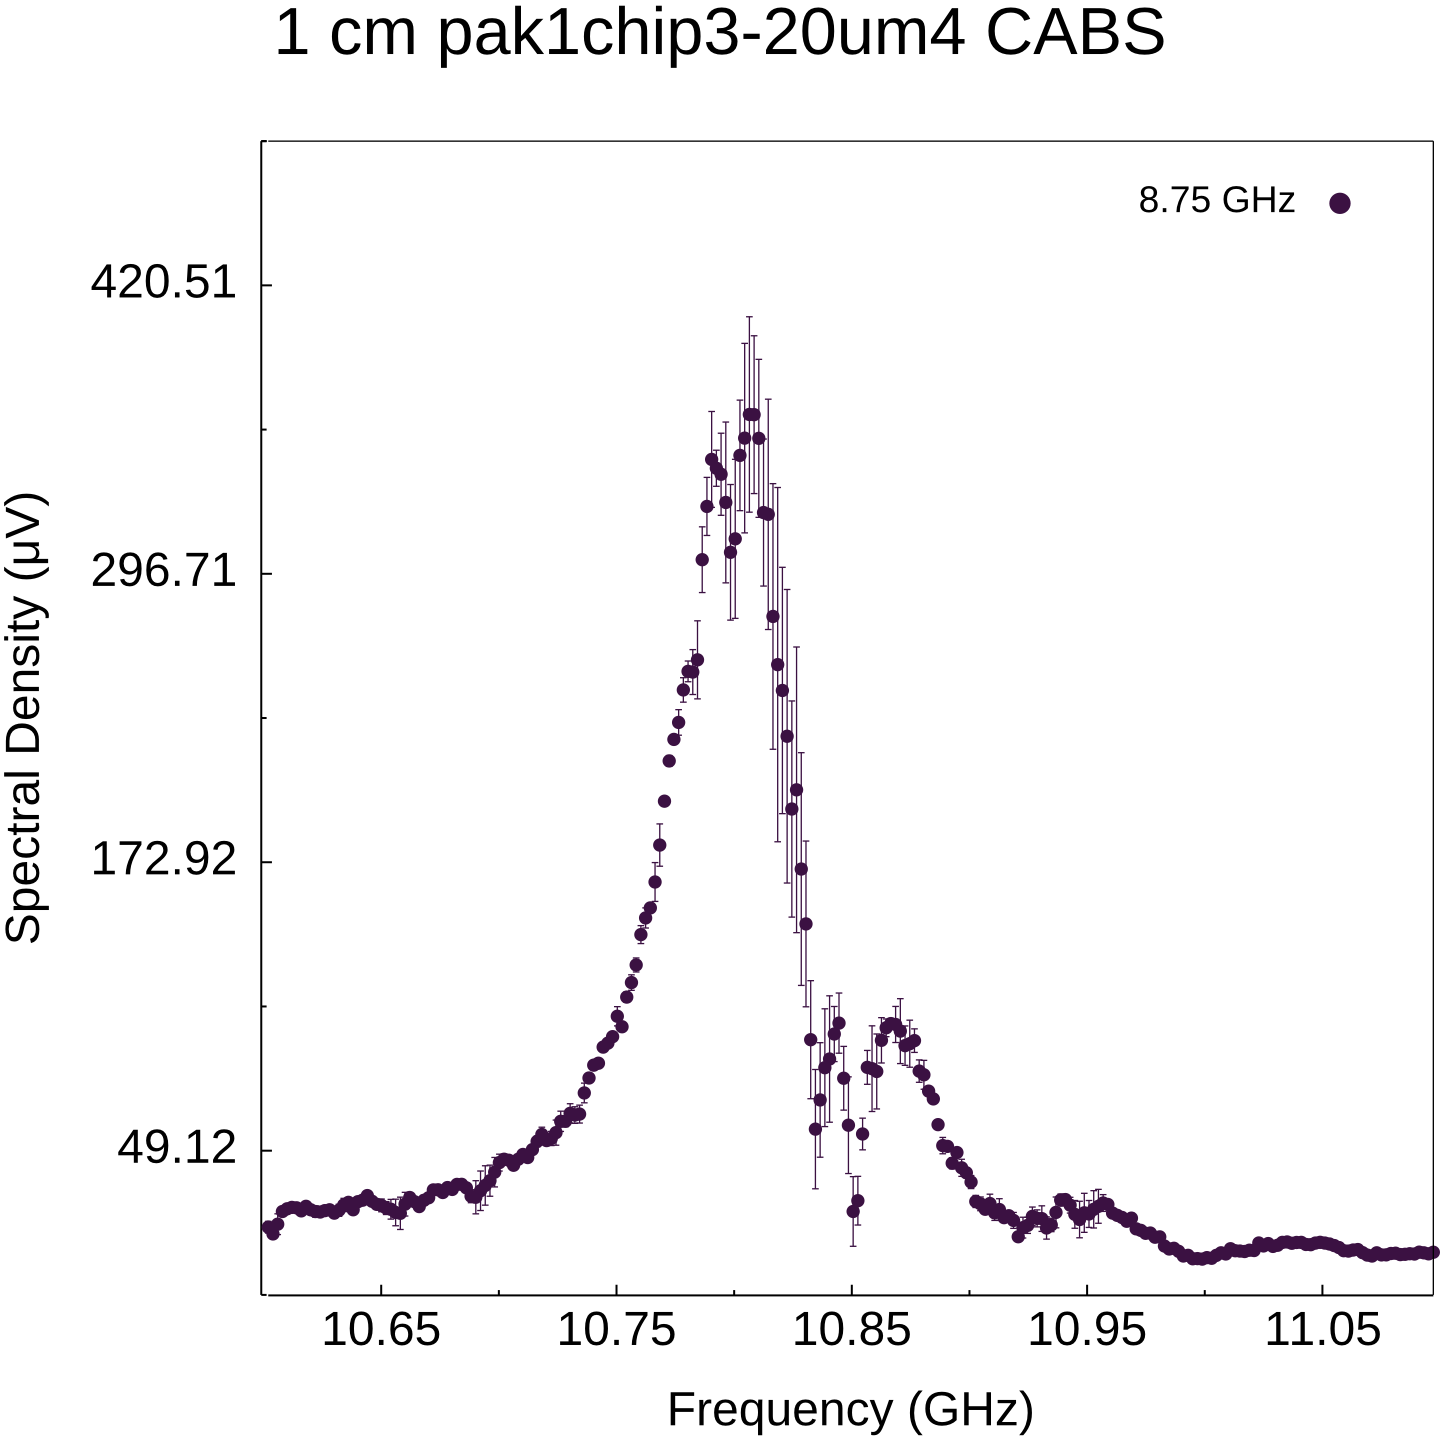 1 cm pak1chip3-20um4 CABS
8.75 GHz
420.51
296.71
172.92
49.12
Spectral Density (μV)
10.65 10.75 10.85 10.95 11.05
Frequency (GHz)